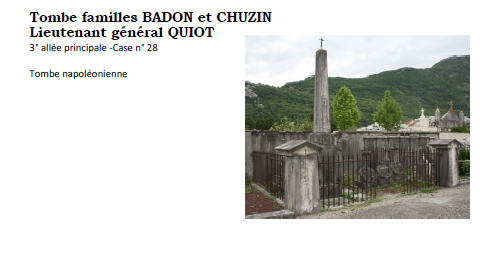 Tombe familles BADON et CHUZIN
Lieutenant général QUIOT
3° allée principale -Case n° 28
Tombe napoléonienne